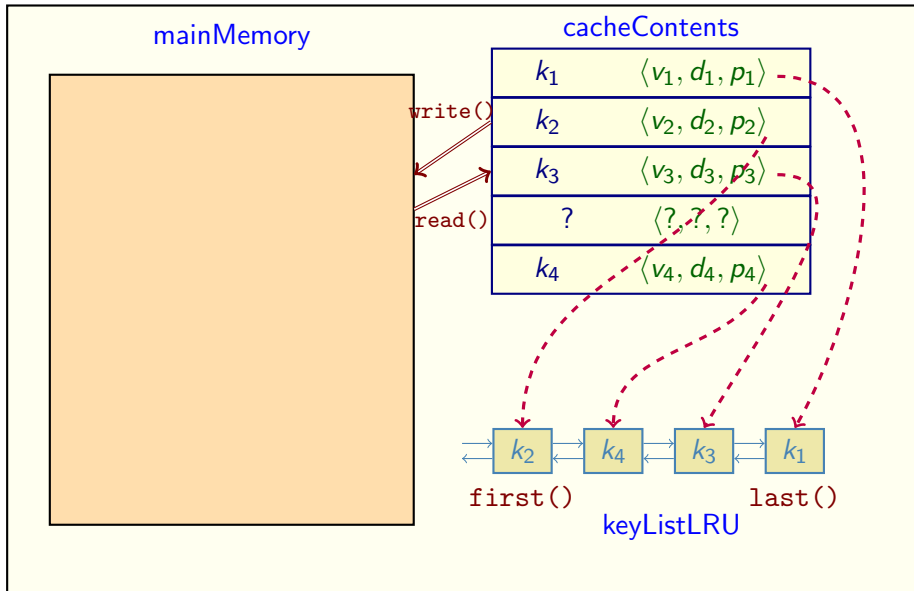 mainMemory
cacheContents
k₁ ⟨v₁, d₁, p₁⟩
write()
k₂ ⟨v₂, d₂, p₂⟩
k₃ ⟨v₃, d₃, p₃⟩
read()
? ⟨?, ?, ?⟩
k₄ ⟨v₄, d₄, p₄⟩
k₂ k₄ k₃ k₁
first() last()
keyListLRU